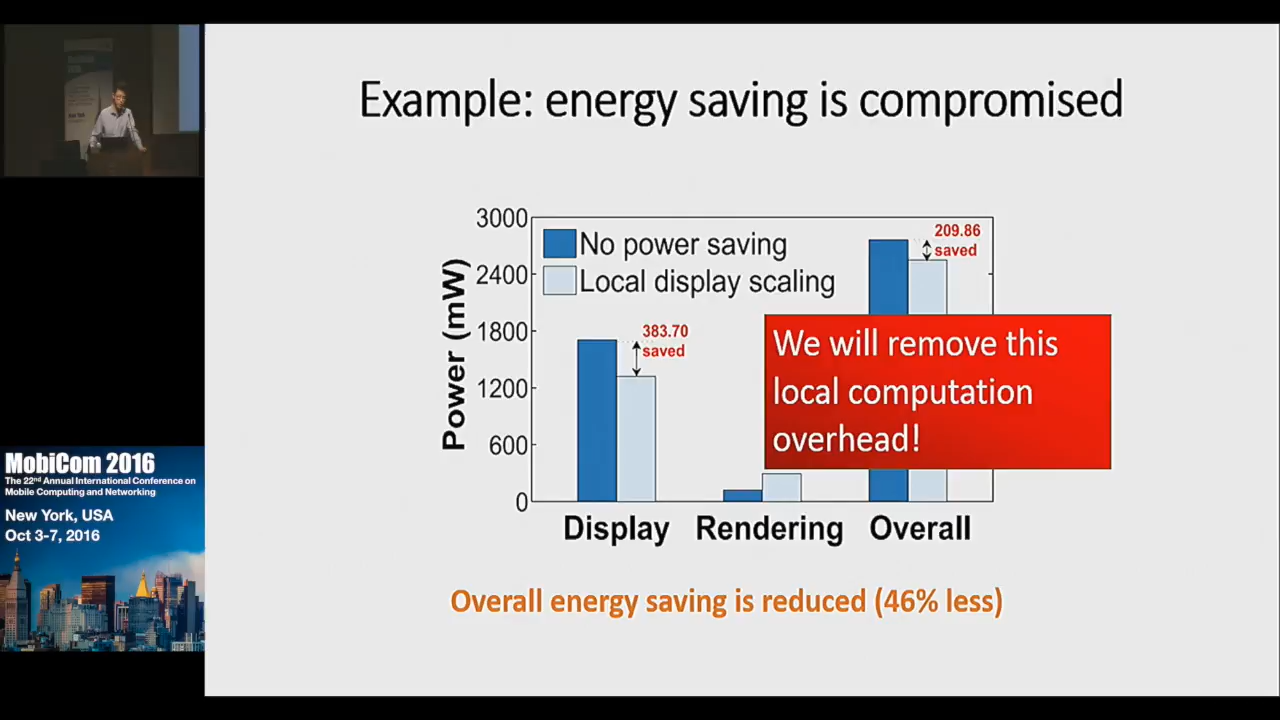 Example: energy saving is compromised
3000
2400
1800
1200
600
0
Power (mW)
No power saving
Local display scaling
383.70
saved
209.86
saved
We will remove this
local computation
overhead!
Display
Rendering
Overall
Overall energy saving is reduced (46% less)
MobiCom 2016
The 22nd Annual International Conference on
Mobile Computing and Networking
New York, USA
Oct 3-7, 2016